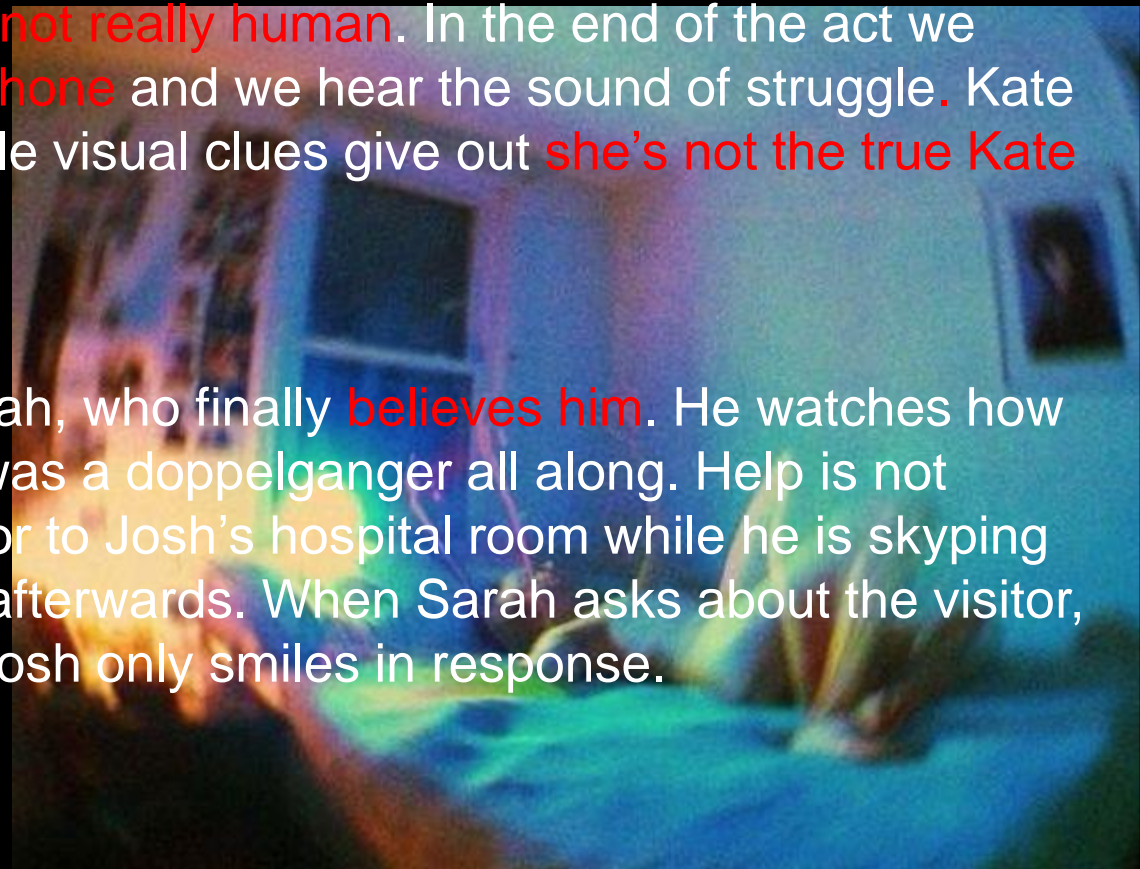 not really human. In the end of the act we
hone and we hear the sound of struggle. Kate
le visual clues give out she’s not the true Kate
ah, who finally believes him. He watches how
was a doppelganger all along. Help is not
or to Josh’s hospital room while he is skyping
afterwards. When Sarah asks about the visitor,
osh only smiles in response.